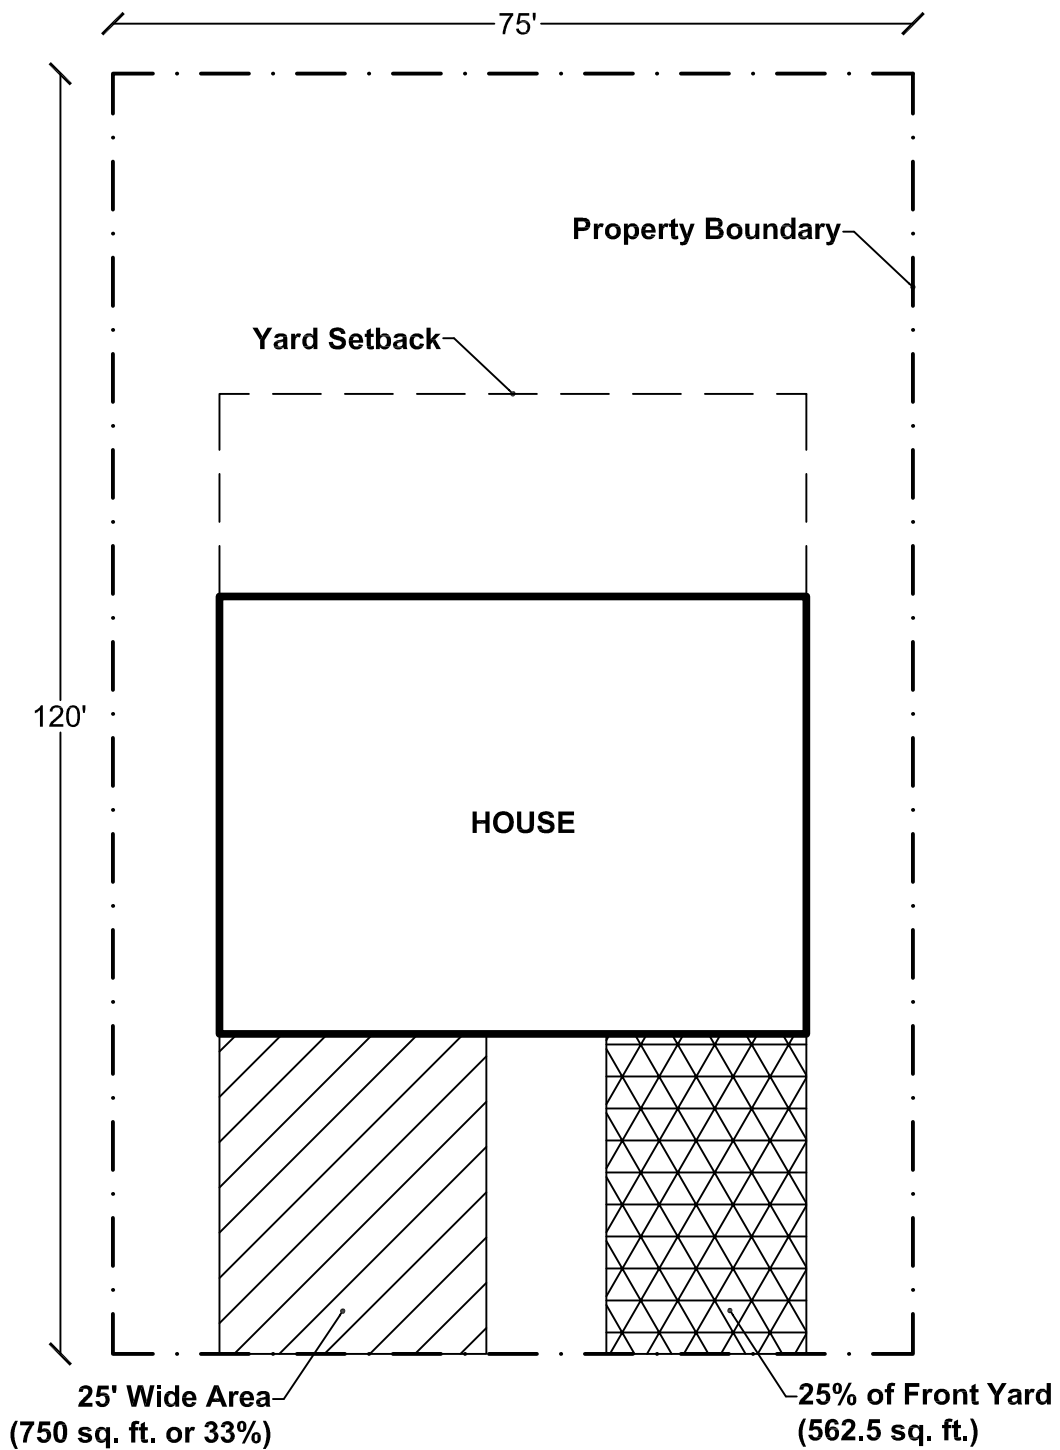 75'
Property Boundary
Yard Setback
120'
HOUSE
25' Wide Area
(750 sq. ft. or 33%)
25% of Front Yard
(562.5 sq. ft.)